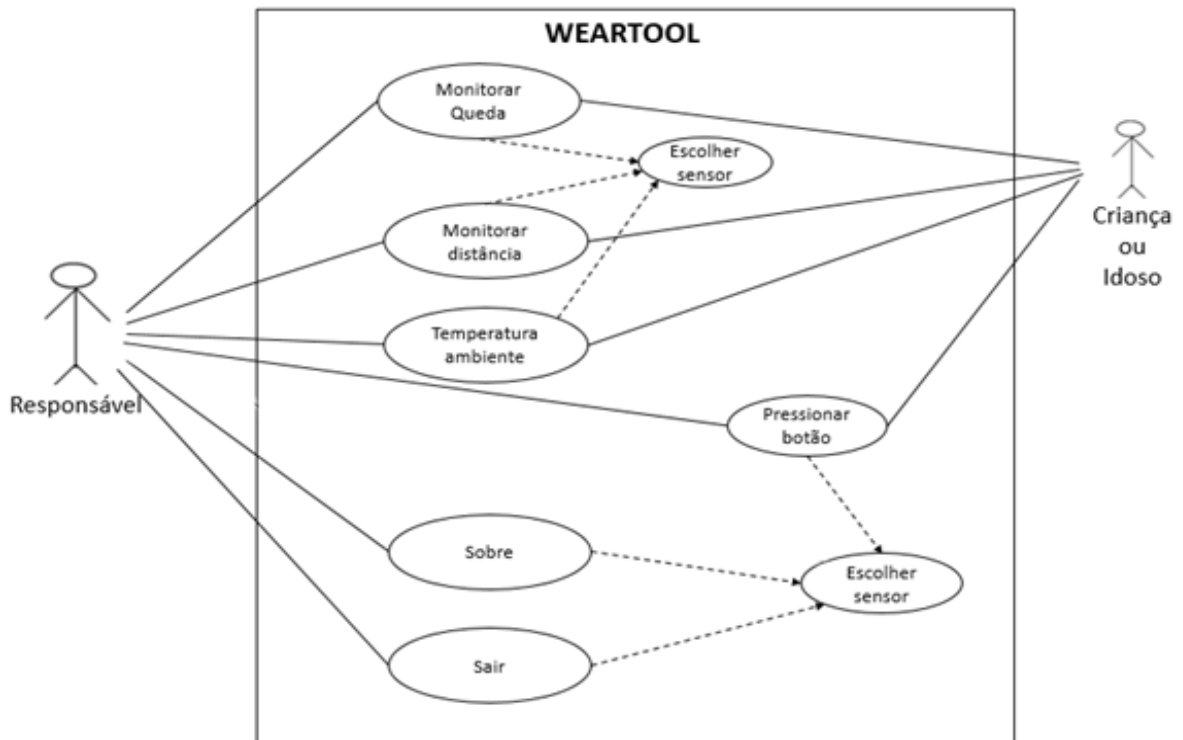 WEARTOOL
Monitorar
Queda
Escolher
sensor
Monitorar
distância
Criança
ou
Idoso
Temperatura
ambiente
Responsável
Pressionar
botão
Sobre
Escolher
sensor
Sair